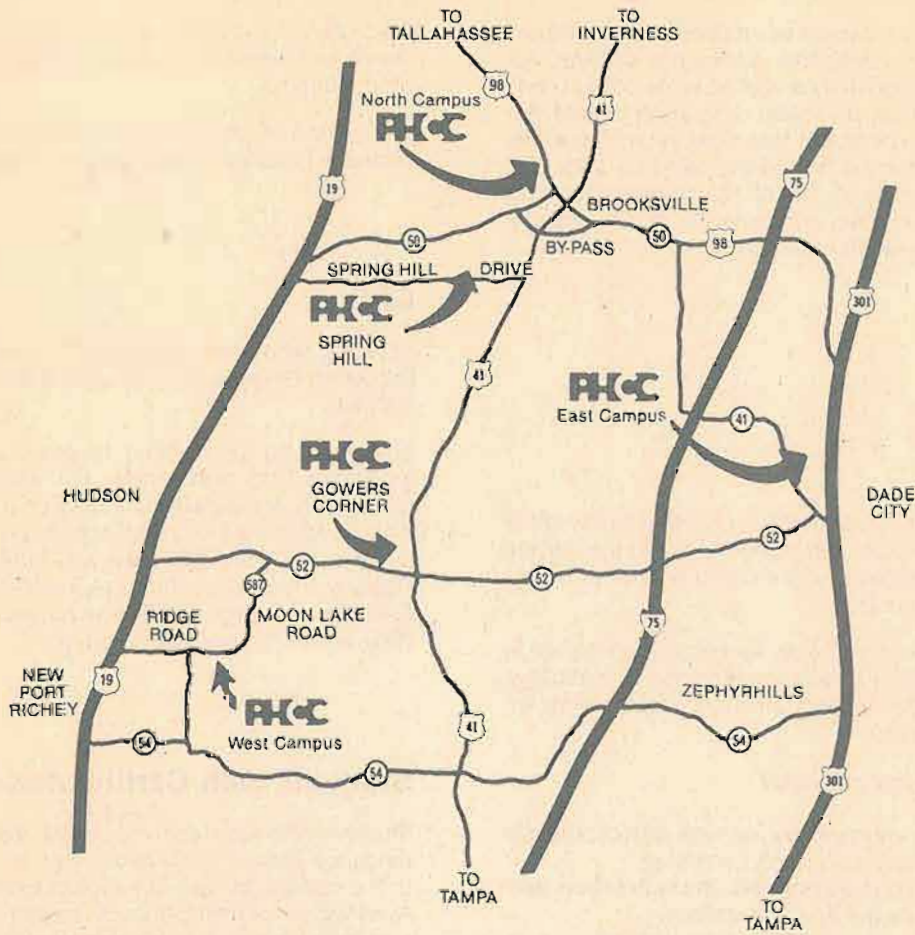 TO
TALLAHASSEE
TO
INVERNESS
98
North Campus
PHCC
41
19
75
BROOKSVILLE
50
BY-PASS
50
98
SPRING HILL DRIVE
301
PHCC
SPRING
HILL
41
PHCC
East Campus
41
PHCC
GOWERS
CORNER
HUDSON
DADE
CITY
52
52
52
587
RIDGE
ROAD
MOON LAKE
ROAD
75
NEW
PORT
RICHEY
19
ZEPHYRHILLS
PHCC
West Campus
41
54
54
54
301
TO
TAMPA
TO
TAMPA